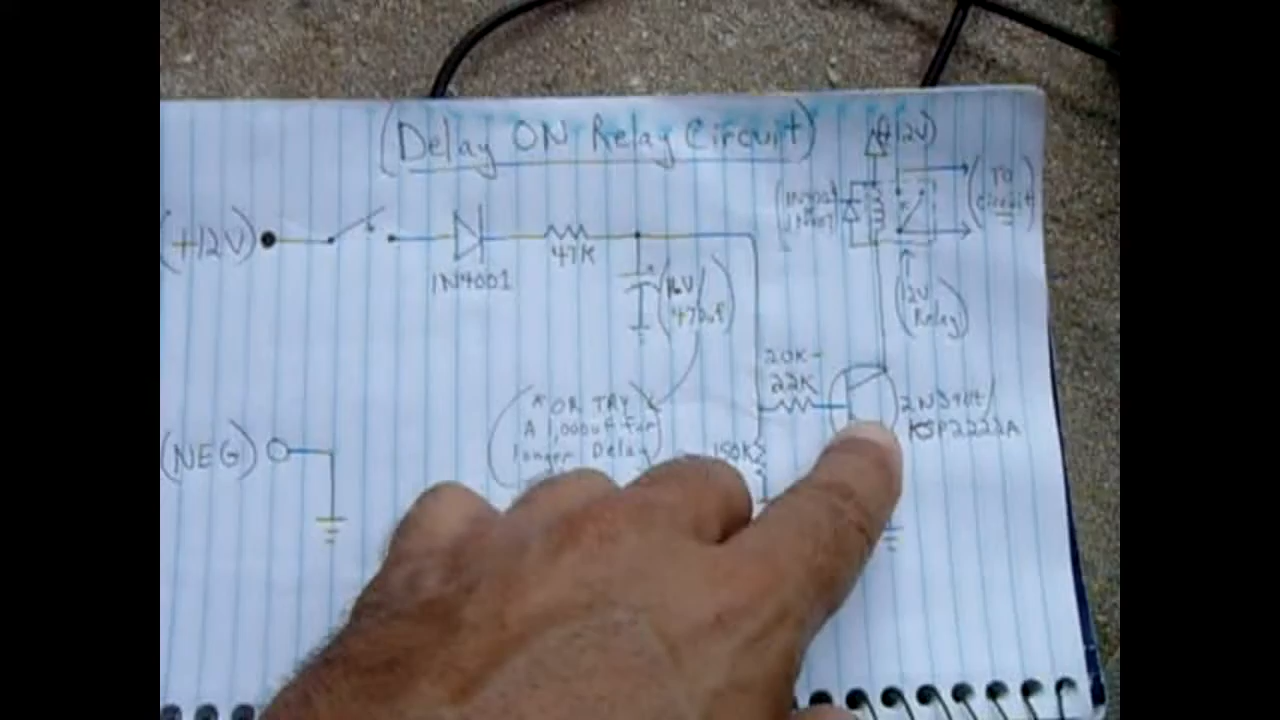 (Delay ON Relay Circuit)
(+12V)
(+12V)
1N4001
47K
(16V/
470uf)
(TO
circuit)
(12V
Relay)
20K-
22K
(* OR TRY
A 1,000uf for
longer Delay)
150K
KSP2222A
(NEG)